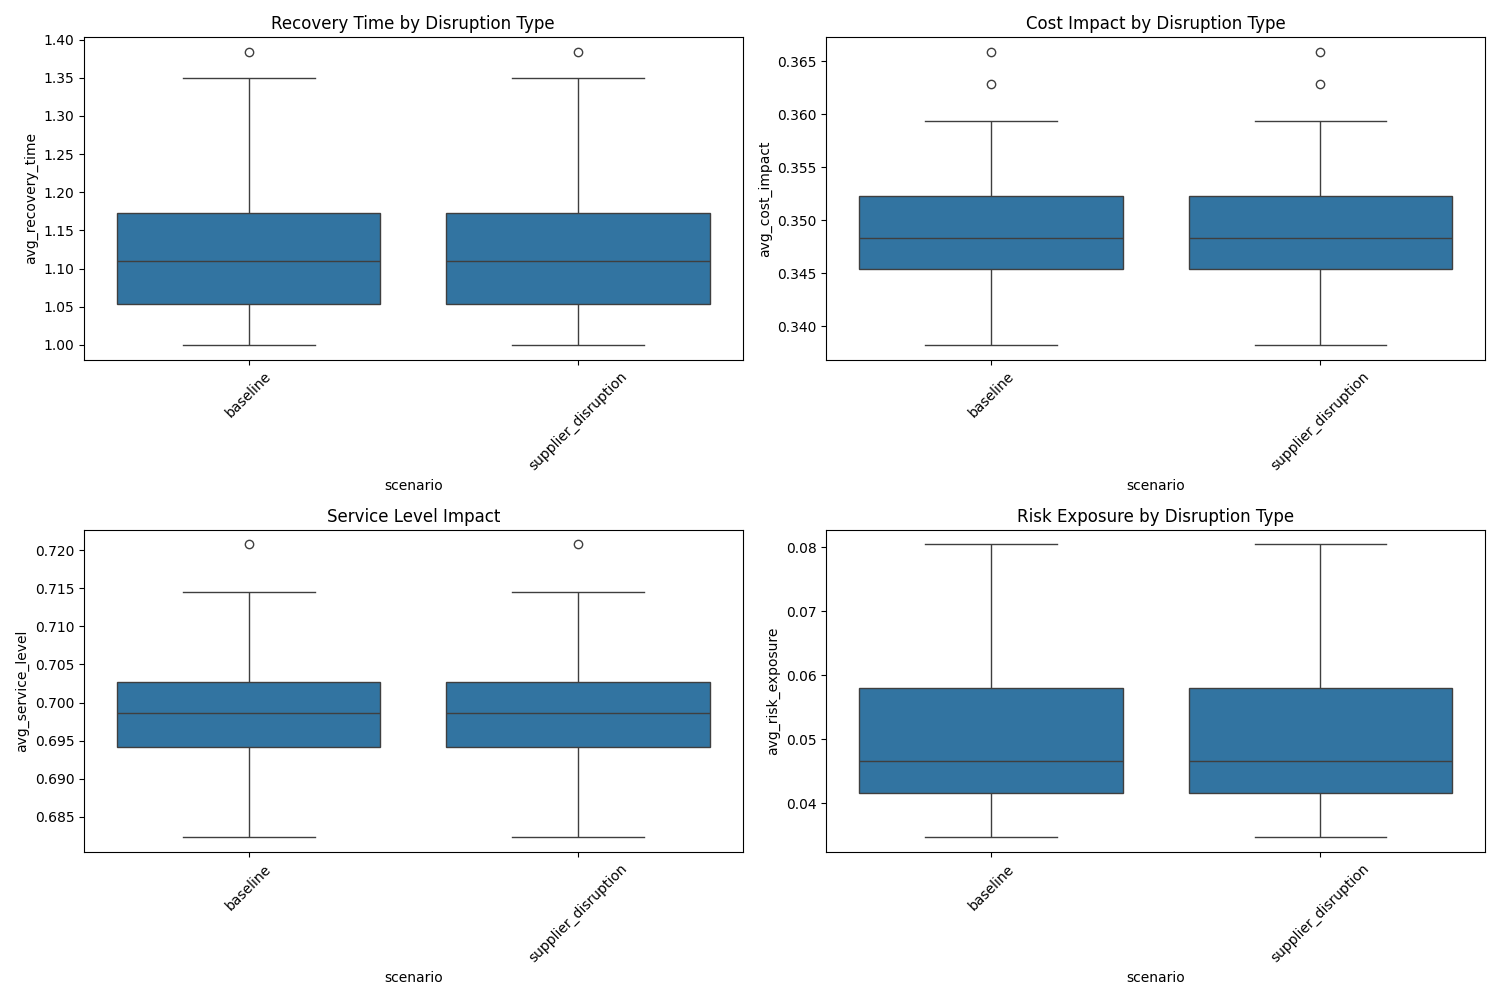 Recovery Time by Disruption Type
avg_recovery_time
1.40
1.35
1.30
1.25
1.20
1.15
1.10
1.05
1.00
baseline
supplier_disruption
scenario
Cost Impact by Disruption Type
avg_cost_impact
0.365
0.360
0.355
0.350
0.345
0.340
baseline
supplier_disruption
scenario
Service Level Impact
avg_service_level
0.720
0.715
0.710
0.705
0.700
0.695
0.690
0.685
baseline
supplier_disruption
scenario
Risk Exposure by Disruption Type
avg_risk_exposure
0.08
0.07
0.06
0.05
0.04
baseline
supplier_disruption
scenario